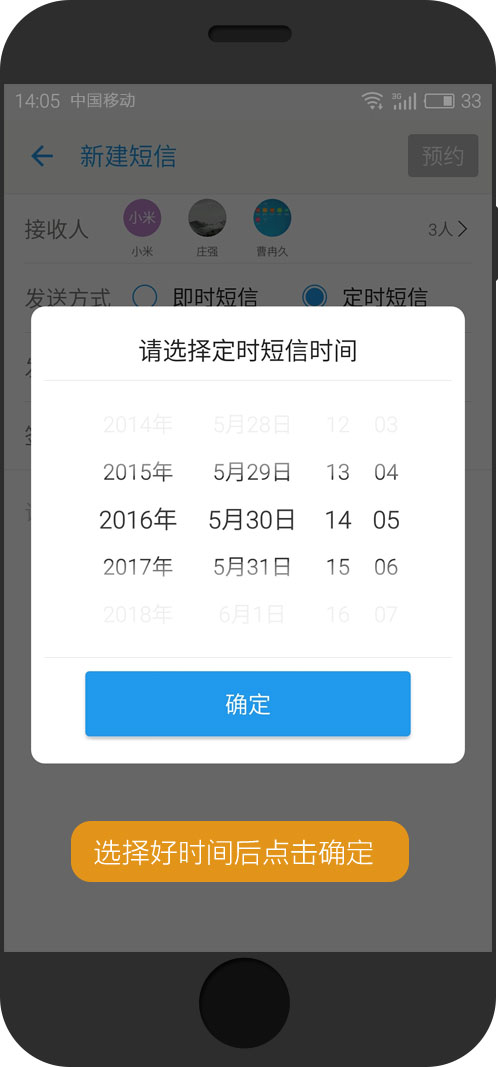 14:05 中国移动 3G 33
新建短信 预约
接收人 小米 3人
小米 庄强 曹冉久
发送方式 即时短信 定时短信
请选择定时短信时间
2014年 5月28日 12 03
2015年 5月29日 13 04
2016年 5月30日 14 05
2017年 5月31日 15 06
2018年 6月1日 16 07
确定
选择好时间后点击确定